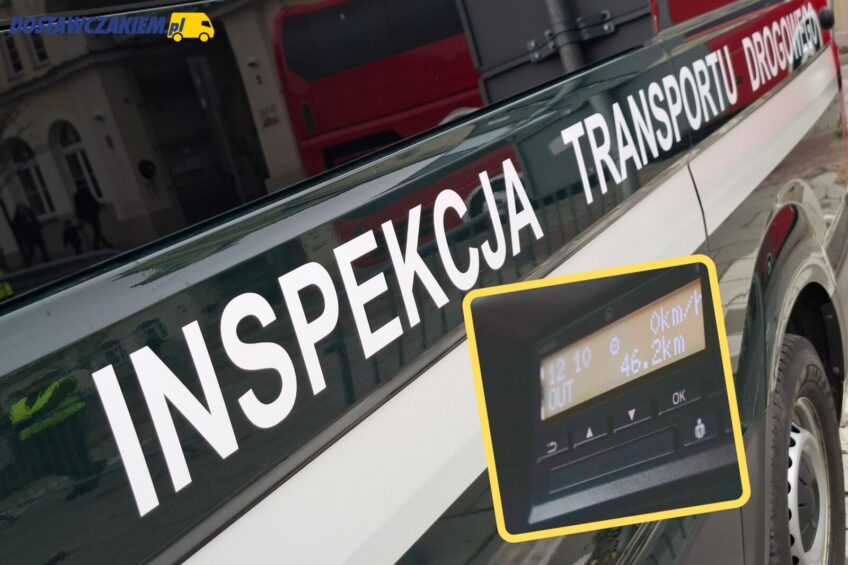 DOSTAWCZAKIEM.pl
INSPEKCJA TRANSPORTU DROGOWEGO
12 10 0km/h
OUT 46.2km
OK